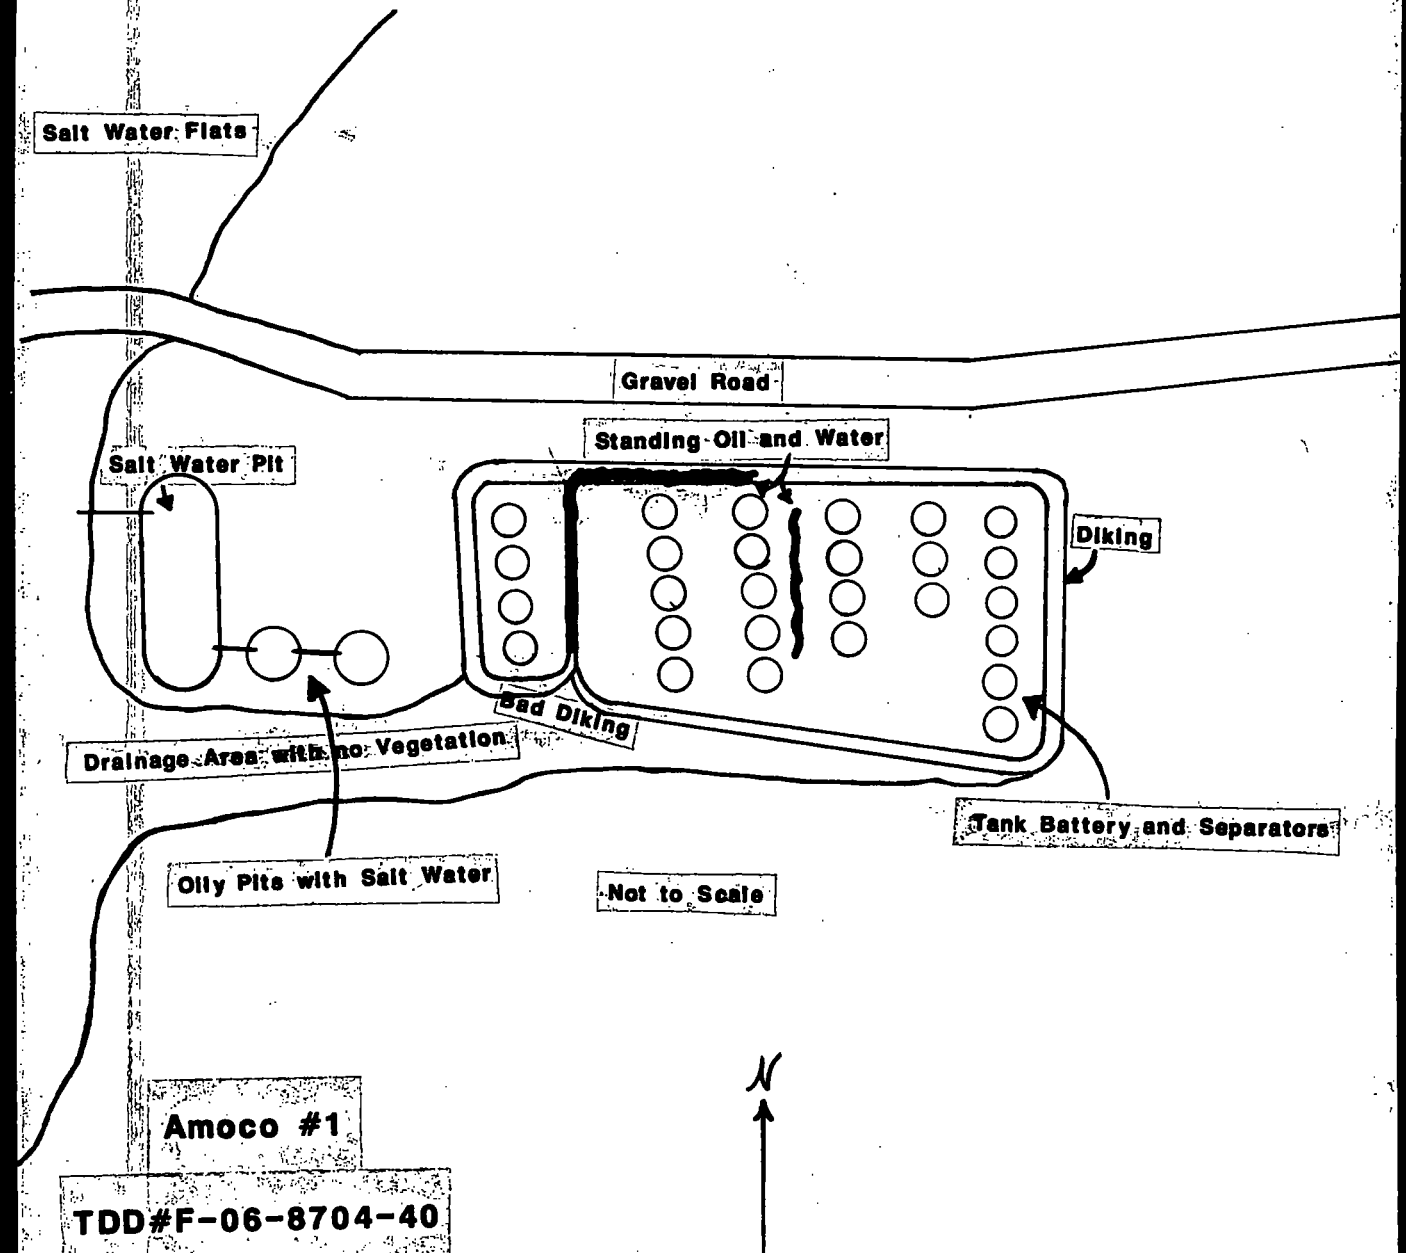 Salt Water Flats
Gravel Road
Standing Oil and Water
Salt Water Pit
Diking
Bad Diking
Drainage Area with no Vegetation
Tank Battery and Separators
Oily Pits with Salt Water
Not to Scale
N
Amoco #1
TDD#F-06-8704-40